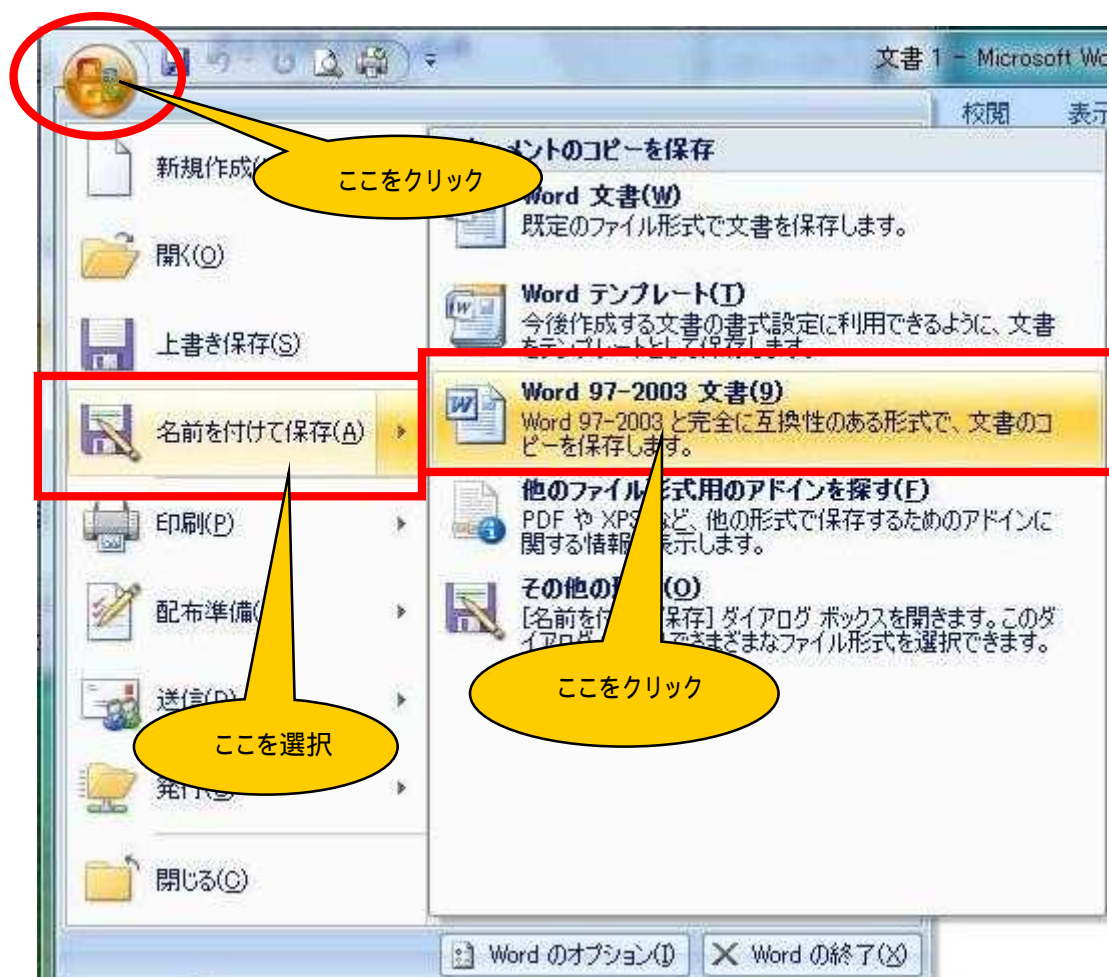 文書 1 - Microsoft Wo
校閲 表示
新規作成(
ここをクリック
メントのコピーを保存
Word 文書(W)
既定のファイル形式で文書を保存します。
開く(O)
Word テンプレート(T)
今後作成する文書の書式設定に利用できるように、文書
をテンプレートとして保存します。
上書き保存(S)
名前を付けて保存(A)
Word 97-2003 文書(9)
Word 97-2003 と完全に互換性のある形式で、文書のコ
ピーを保存します。
印刷(P)
他のファイル形式用のアドインを探す(F)
PDF や XPS など、他の形式で保存するためのアドインに
関する情報 表示します。
配布準備(
その他の (O)
[名前を付 保存] ダイアログ ボックスを開きます。このダ
イアログ さまざまなファイル形式を選択できます。
送信(D)
ここをクリック
ここを選択
発行
閉じる(C)
Word のオプション(I) Word の終了(X)